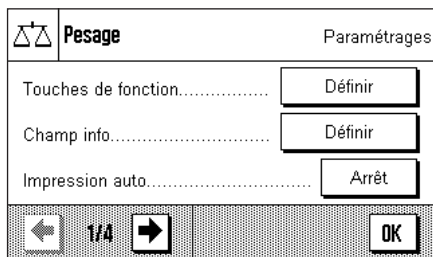 Pesage Paramétrages
Touches de fonction................. Définir
Champ info............................. Définir
Impression auto.............................. Arrêt
1/4 OK